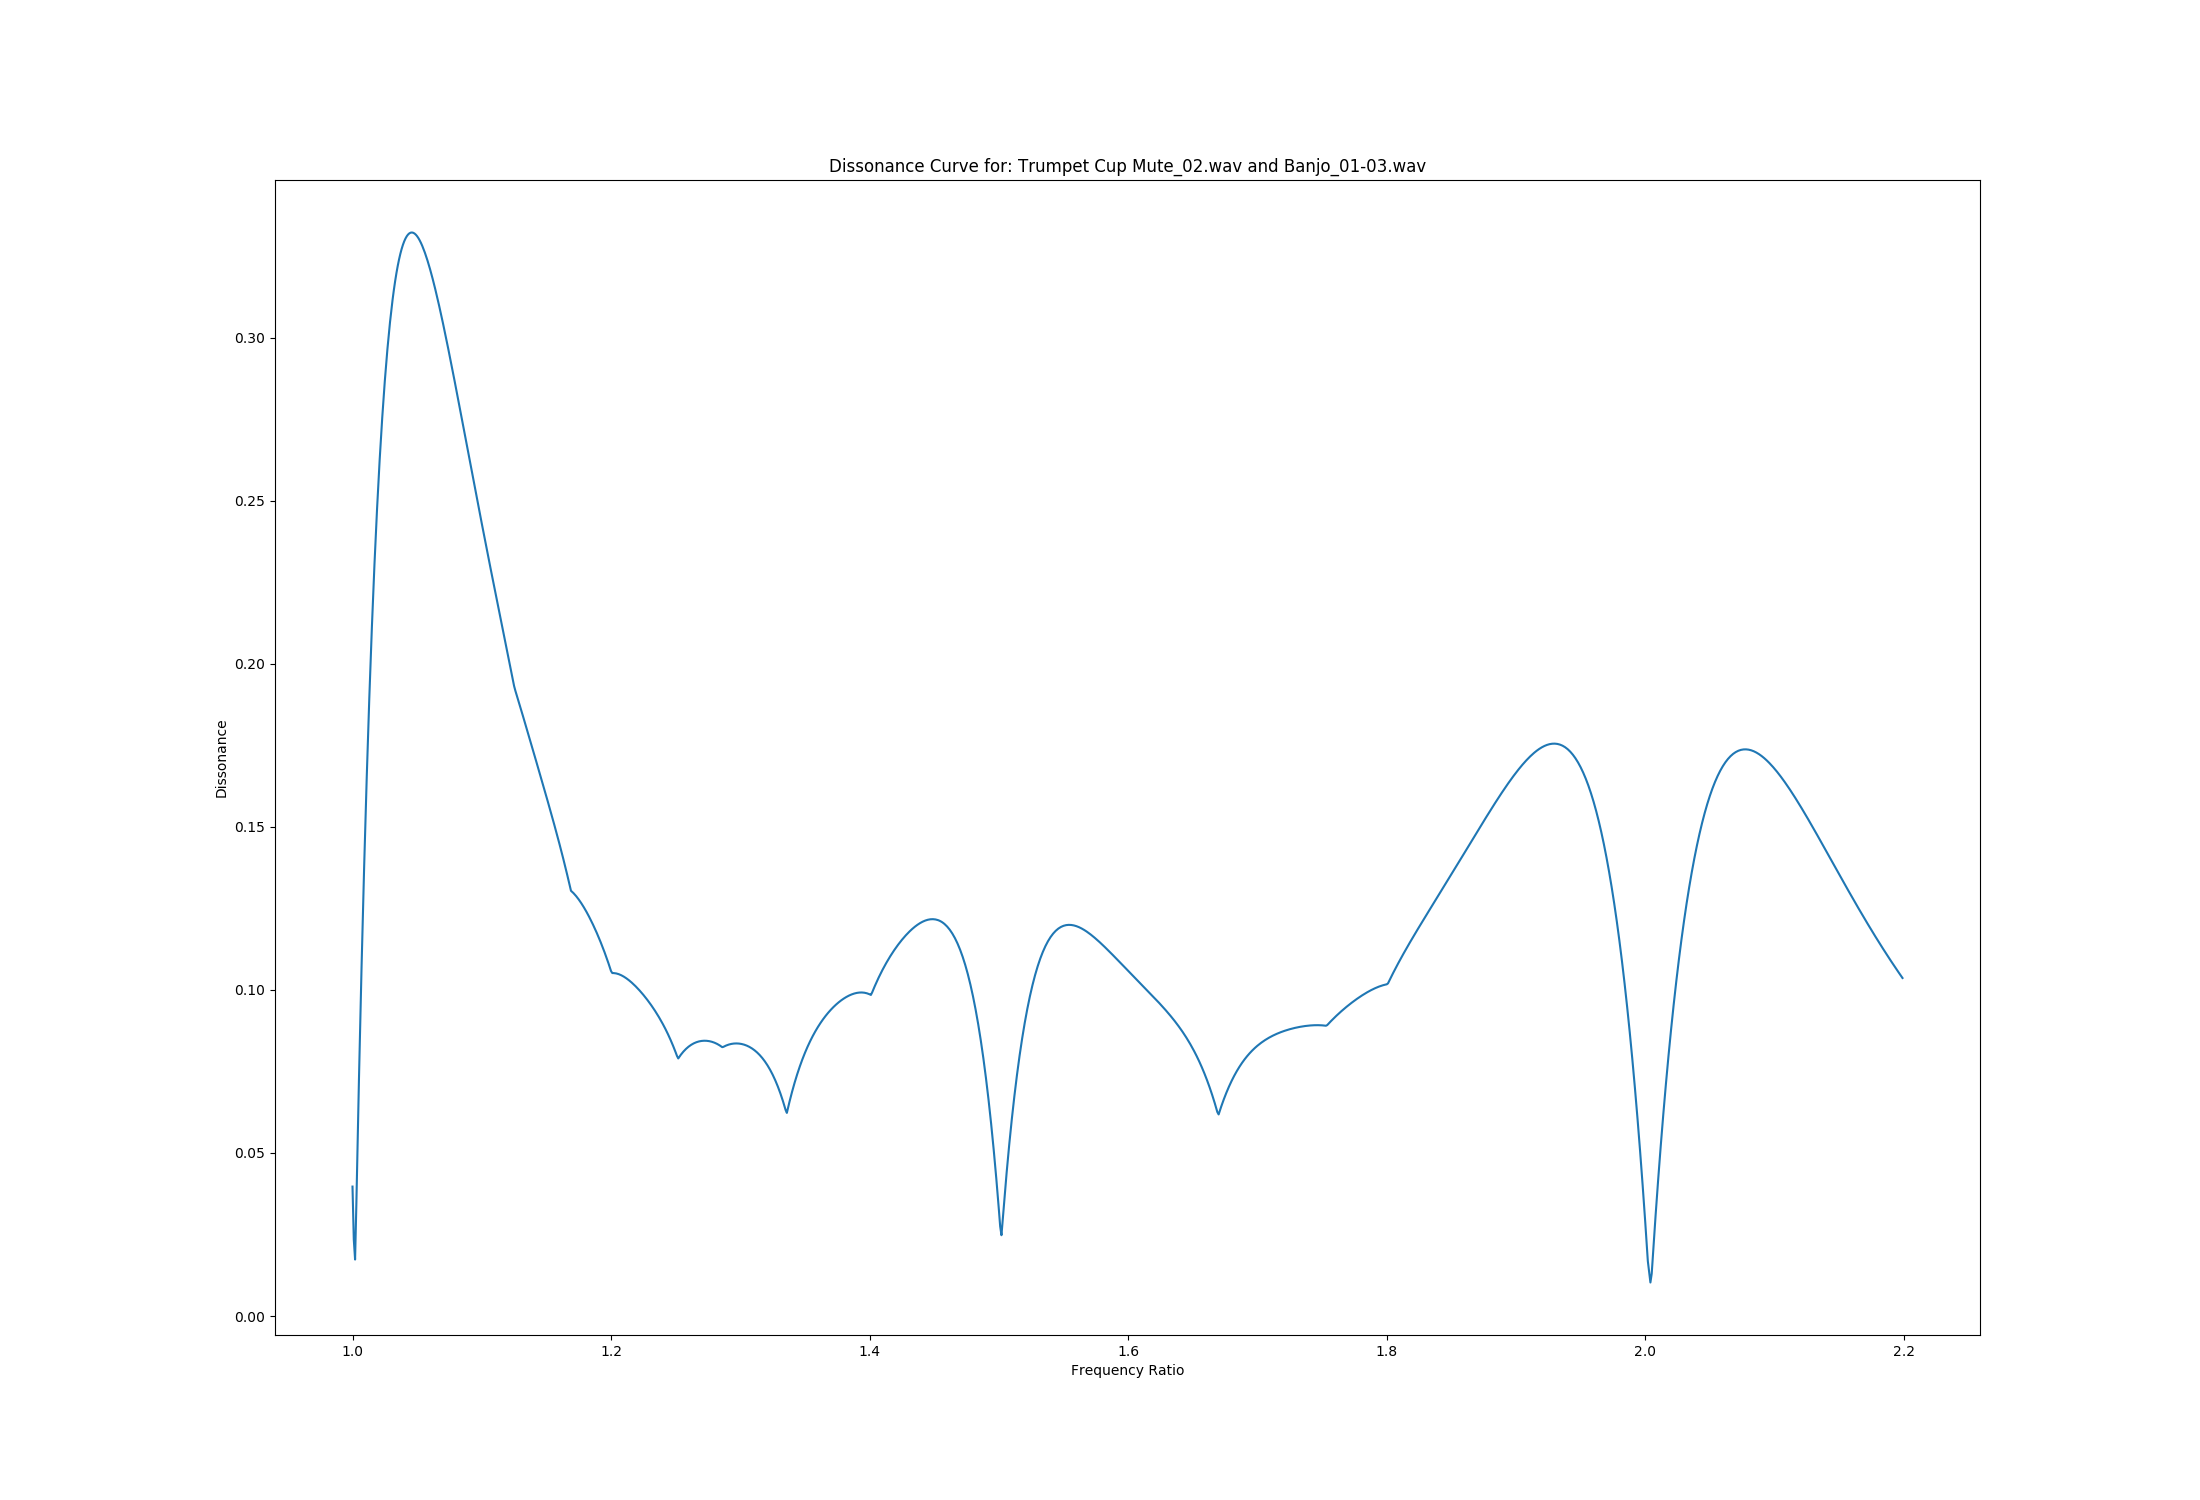 Dissonance Curve for: Trumpet Cup Mute_02.wav and Banjo_01-03.wav
0.30
0.25
0.20
0.15
0.10
0.05
0.00
Dissonance
1.0 1.2 1.4 1.6 1.8 2.0 2.2
Frequency Ratio